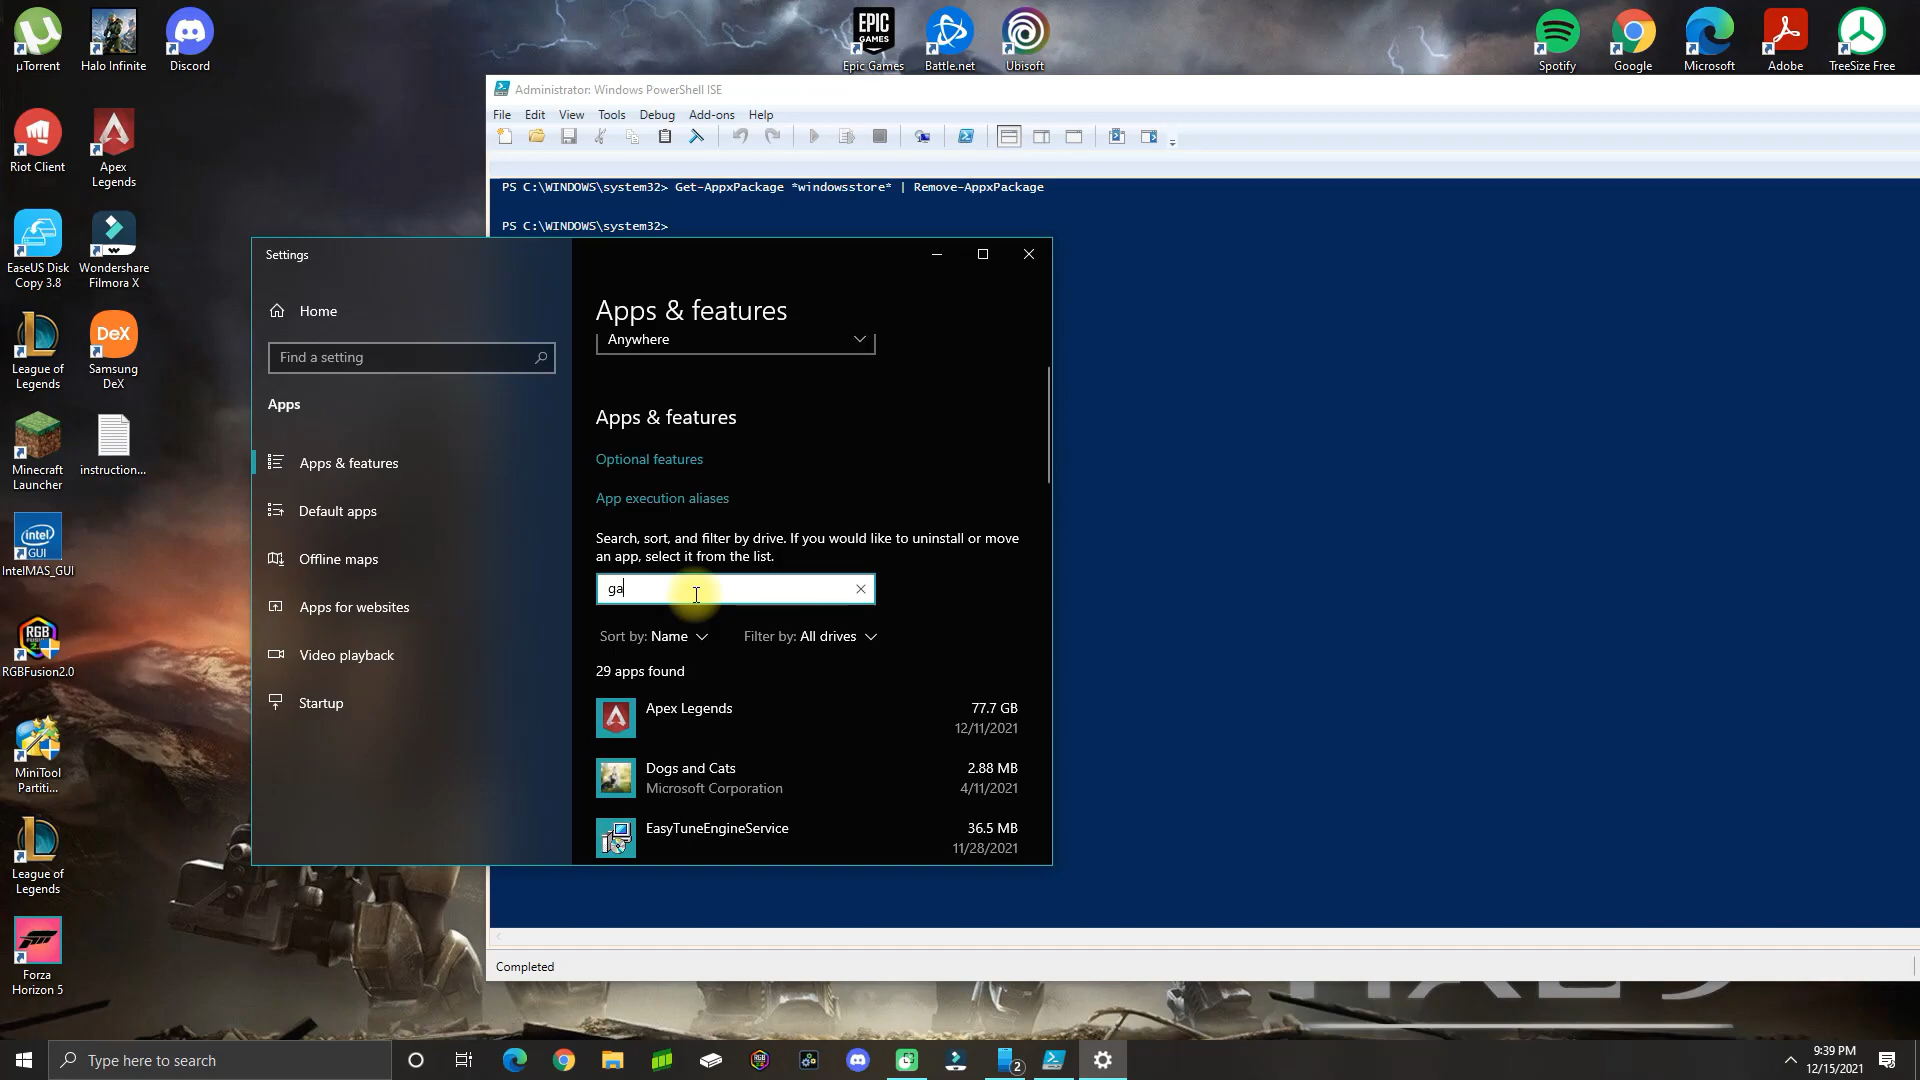 µTorrent
Halo Infinite
Discord
EPIC
GAMES
Epic Games
Battle.net
Ubisoft
Spotify
Google
Microsoft
Adobe
TreeSize Free
Riot Client
Apex
Legends
EaseUS Disk
Copy 3.8
Wondershare
Filmora X
League of
Legends
DeX
Samsung
DeX
Minecraft
Launcher
instruction...
intel
GUI
IntelMAS_GUI
RGB
RGBFusion2.0
MiniTool
Partiti...
League of
Legends
Forza
Horizon 5
Administrator: Windows PowerShell ISE
File Edit View Tools Debug Add-ons Help
PS C:\WINDOWS\system32> Get-AppxPackage *windowsstore* | Remove-AppxPackage
PS C:\WINDOWS\system32>
Completed
Settings
Home
Find a setting
Apps
Apps & features
Default apps
Offline maps
Apps for websites
Video playback
Startup
Apps & features
Anywhere
Apps & features
Optional features
App execution aliases
Search, sort, and filter by drive. If you would like to uninstall or move
an app, select it from the list.
ga
Sort by: Name Filter by: All drives
29 apps found
Apex Legends 77.7 GB
12/11/2021
Dogs and Cats 2.88 MB
Microsoft Corporation 4/11/2021
EasyTuneEngineService 36.5 MB
11/28/2021
Type here to search
2
9:39 PM
12/15/2021